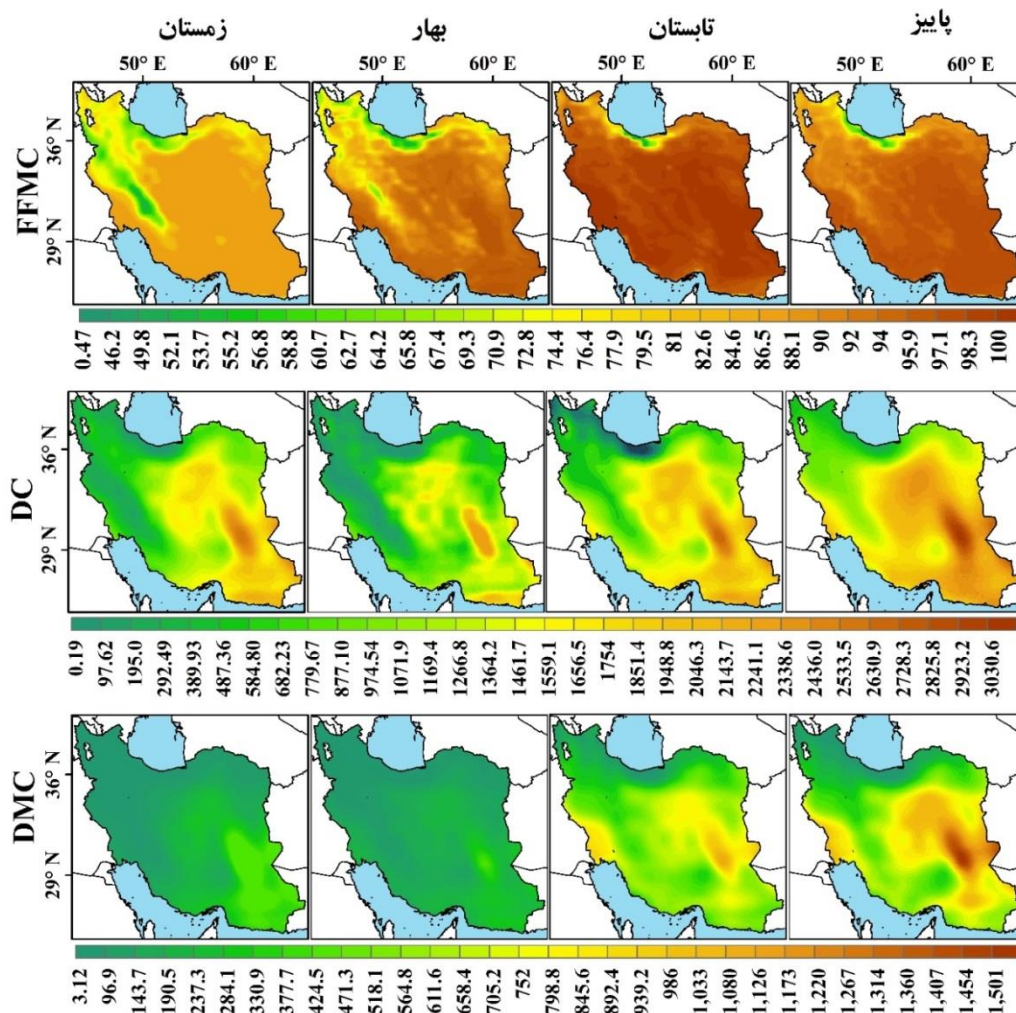 زمستان بهار تابستان پاییز
50° E 60° E 50° E 60° E 50° E 60° E 50° E 60° E
FFMC
36° N
29° N
0.47 46.2 49.8 52.1 53.7 55.2 56.8 58.8 60.7 62.7 64.2 65.8 67.4 69.3 70.9 72.8 74.4 76.4 77.9 79.5 81 82.6 84.6 86.5 88.1 90 92 94 95.9 97.1 98.3 100
DC
36° N
29° N
0.19 97.62 195.0 292.49 389.93 487.36 584.80 682.23 779.67 877.10 974.54 1071.9 1169.4 1266.8 1364.2 1461.7 1559.1 1656.5 1754 1851.4 1948.8 2046.3 2143.7 2241.1 2338.6 2436.0 2533.5 2630.9 2728.3 2825.8 2923.2 3030.6
DMC
36° N
29° N
3.12 96.9 143.7 190.5 237.3 284.1 330.9 377.7 424.5 471.3 518.1 564.8 611.6 658.4 705.2 752 798.8 845.6 892.4 939.2 986 1,033 1,080 1,126 1,173 1,220 1,267 1,314 1,360 1,407 1,454 1,501